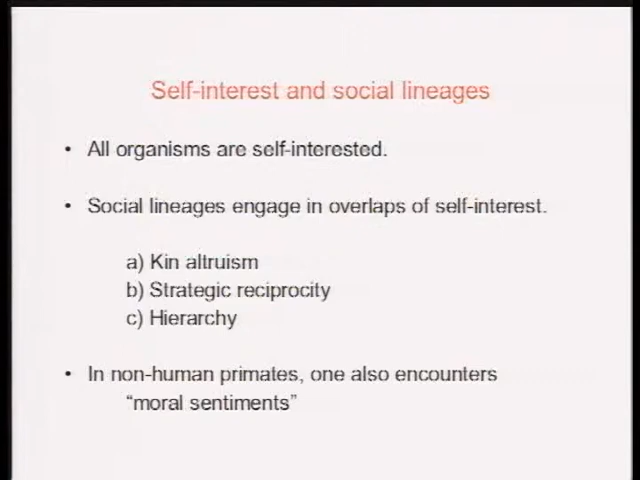 Self-interest and social lineages
• All organisms are self-interested.
• Social lineages engage in overlaps of self-interest.
a) Kin altruism
b) Strategic reciprocity
c) Hierarchy
• In non-human primates, one also encounters
“moral sentiments”